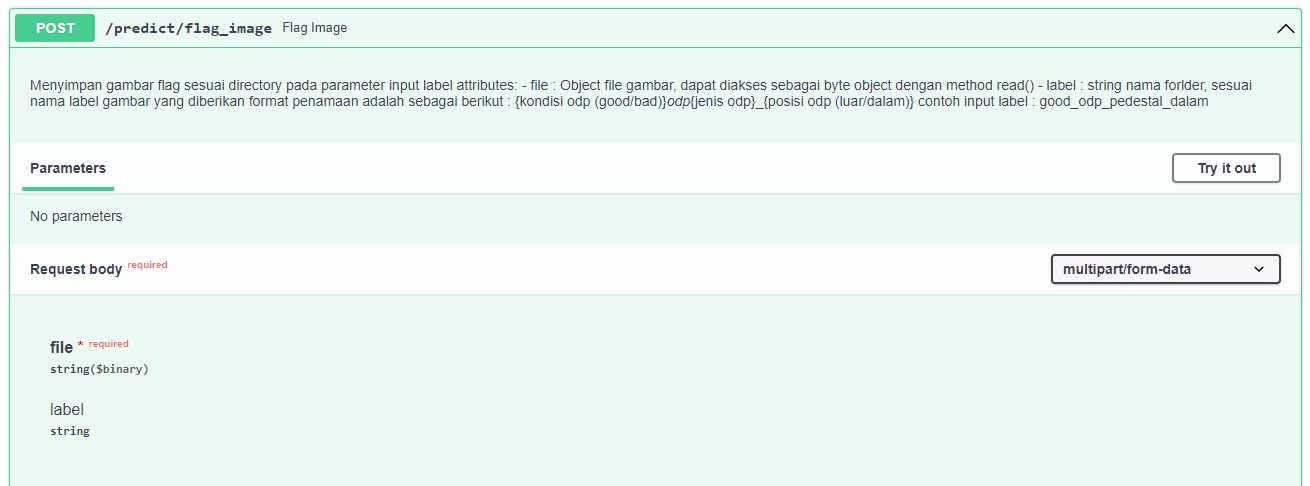 POST /predict/flag_image Flag Image
Menyimpan gambar flag sesuai directory pada parameter input label attributes: - file : Object file gambar, dapat diakses sebagai byte object dengan method read() - label : string nama forlder, sesuai
nama label gambar yang diberikan format penamaan adalah sebagai berikut : {kondisi odp (good/bad)}odp{jenis odp}_{posisi odp (luar/dalam)} contoh input label : good_odp_pedestal_dalam
Parameters
Try it out
No parameters
Request body required
multipart/form-data
file * required
string($binary)
label
string